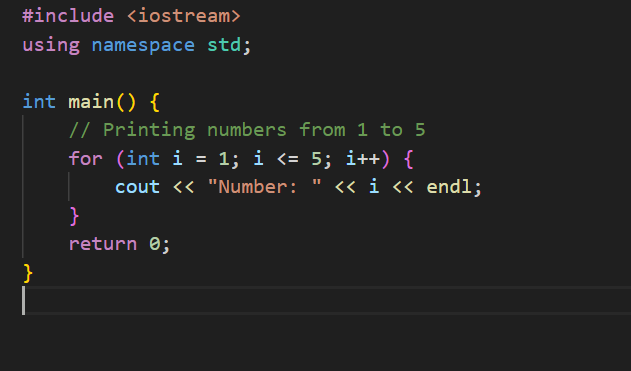 #include <iostream>
using namespace std;
int main() {
// Printing numbers from 1 to 5
for (int i = 1; i <= 5; i++) {
cout << "Number: " << i << endl;
}
return 0;
}